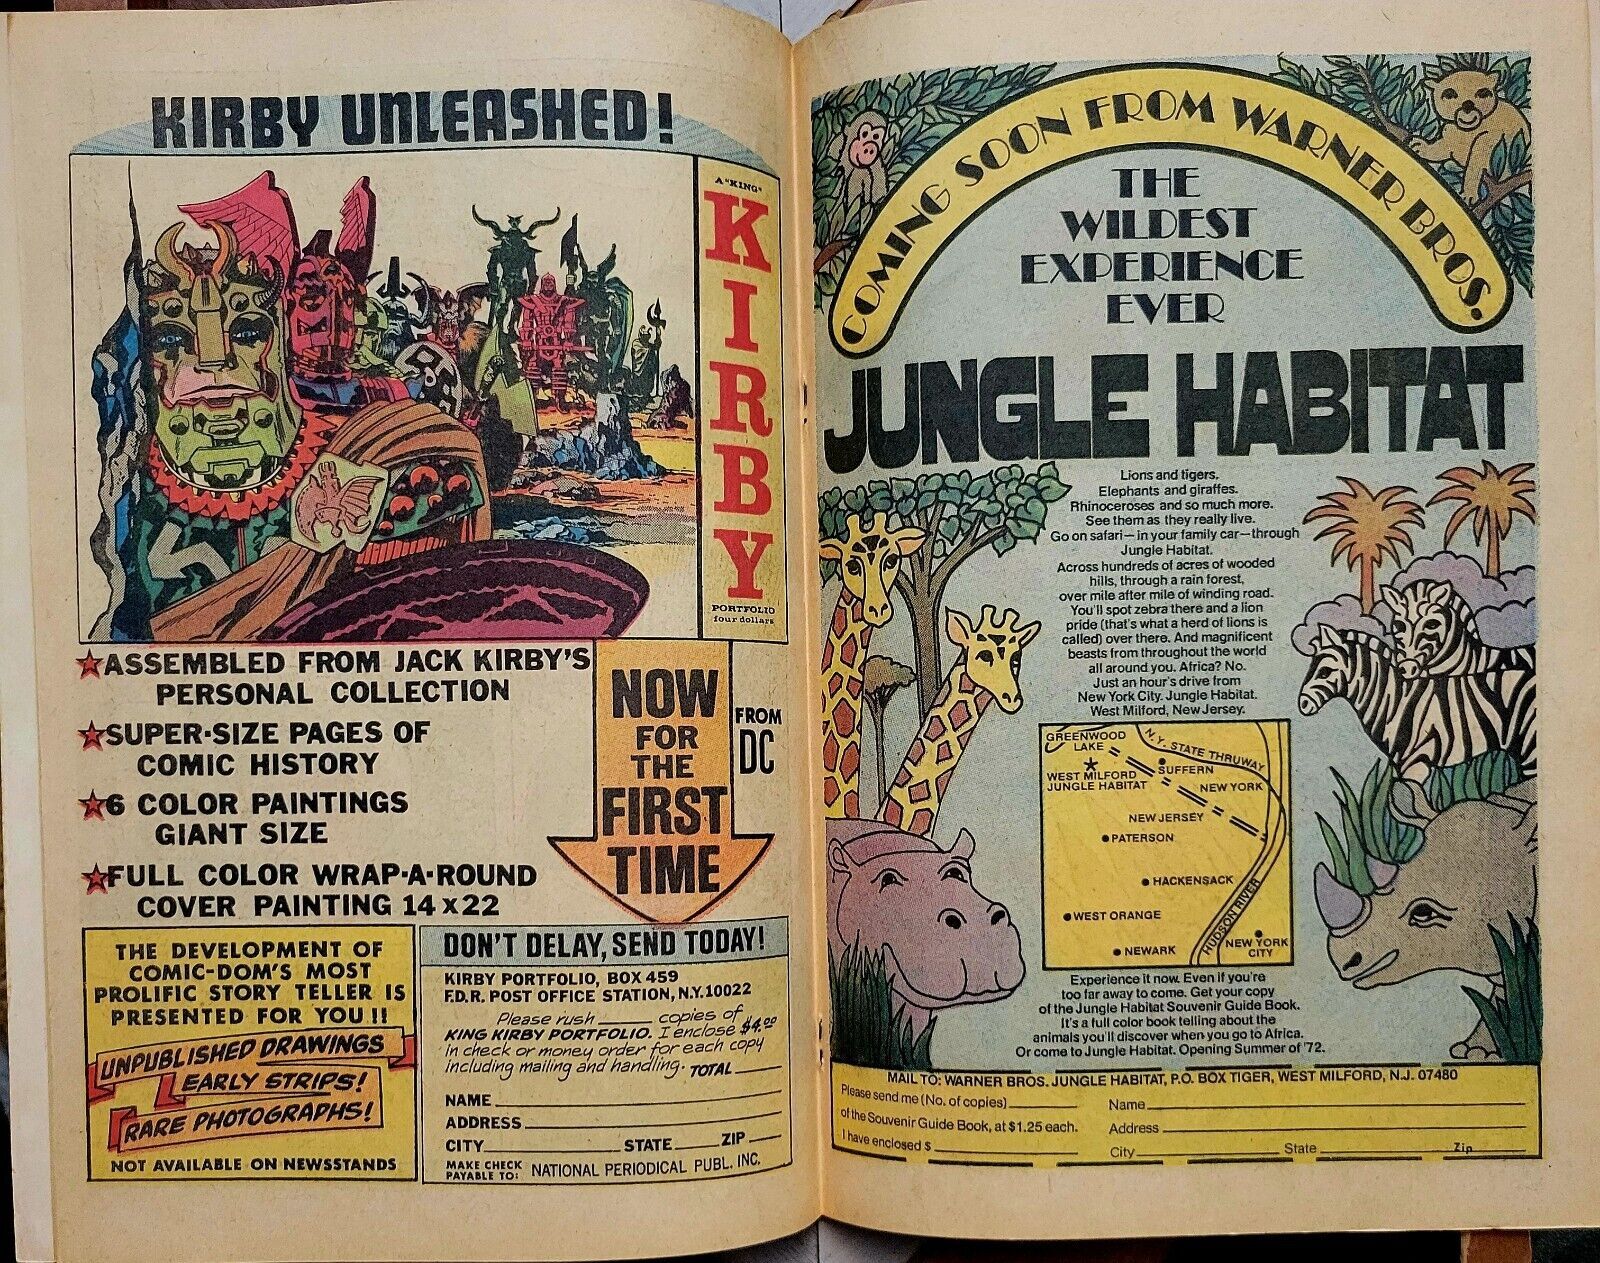 KIRBY UNLEASHED!
A "KING"
KIRBY
PORTFOLIO
four dollars
★ASSEMBLED FROM JACK KIRBY'S
PERSONAL COLLECTION
★SUPER-SIZE PAGES OF
COMIC HISTORY
★6 COLOR PAINTINGS
GIANT SIZE
★FULL COLOR WRAP-A-ROUND
COVER PAINTING 14 x 22
NOW
FOR
THE
FIRST
TIME
FROM
DC
THE DEVELOPMENT OF
COMIC-DOM'S MOST
PROLIFIC STORY TELLER IS
PRESENTED FOR YOU !!
UNPUBLISHED DRAWINGS
EARLY STRIPS!
RARE PHOTOGRAPHS!
NOT AVAILABLE ON NEWSSTANDS
DON'T DELAY, SEND TODAY!
KIRBY PORTFOLIO, BOX 459
F.D.R. POST OFFICE STATION, N.Y. 10022
Please rush ______ copies of
KING KIRBY PORTFOLIO. I enclose $4.00
in check or money order for each copy
including mailing and handling. TOTAL ______
NAME ______
ADDRESS ______
CITY ______ STATE ______ ZIP ______
MAKE CHECK
PAYABLE TO: NATIONAL PERIODICAL PUBL. INC.
COMING SOON FROM WARNER BROS.
THE
WILDEST
EXPERIENCE
EVER
JUNGLE HABITAT
Lions and tigers.
Elephants and giraffes.
Rhinoceroses and so much more.
See them as they really live.
Go on safari—in your family car—through
Jungle Habitat.
Across hundreds of acres of wooded
hills, through a rain forest,
over mile after mile of winding road.
You'll spot zebra there and a lion
pride (that's what a herd of lions is
called) over there. And magnificent
beasts from throughout the world
all around you. Africa? No.
Just an hour's drive from
New York City. Jungle Habitat.
West Milford, New Jersey.
GREENWOOD
LAKE
N.Y. STATE THRUWAY
WEST MILFORD
JUNGLE HABITAT
SUFFERN
NEW YORK
NEW JERSEY
PATERSON
HACKENSACK
WEST ORANGE
NEWARK
HUDSON RIVER
NEW YORK
CITY
Experience it now. Even if you're
too far away to come. Get your copy
of the Jungle Habitat Souvenir Guide Book.
It's a full color book telling about the
animals you'll discover when you go to Africa.
Or come to Jungle Habitat. Opening Summer of '72.
MAIL TO: WARNER BROS. JUNGLE HABITAT, P.O. BOX TIGER, WEST MILFORD, N.J. 07480
Please send me (No. of copies) ______
of the Souvenir Guide Book, at $1.25 each.
I have enclosed $ ______
Name ______
Address ______
City ______ State ______ Zip ______